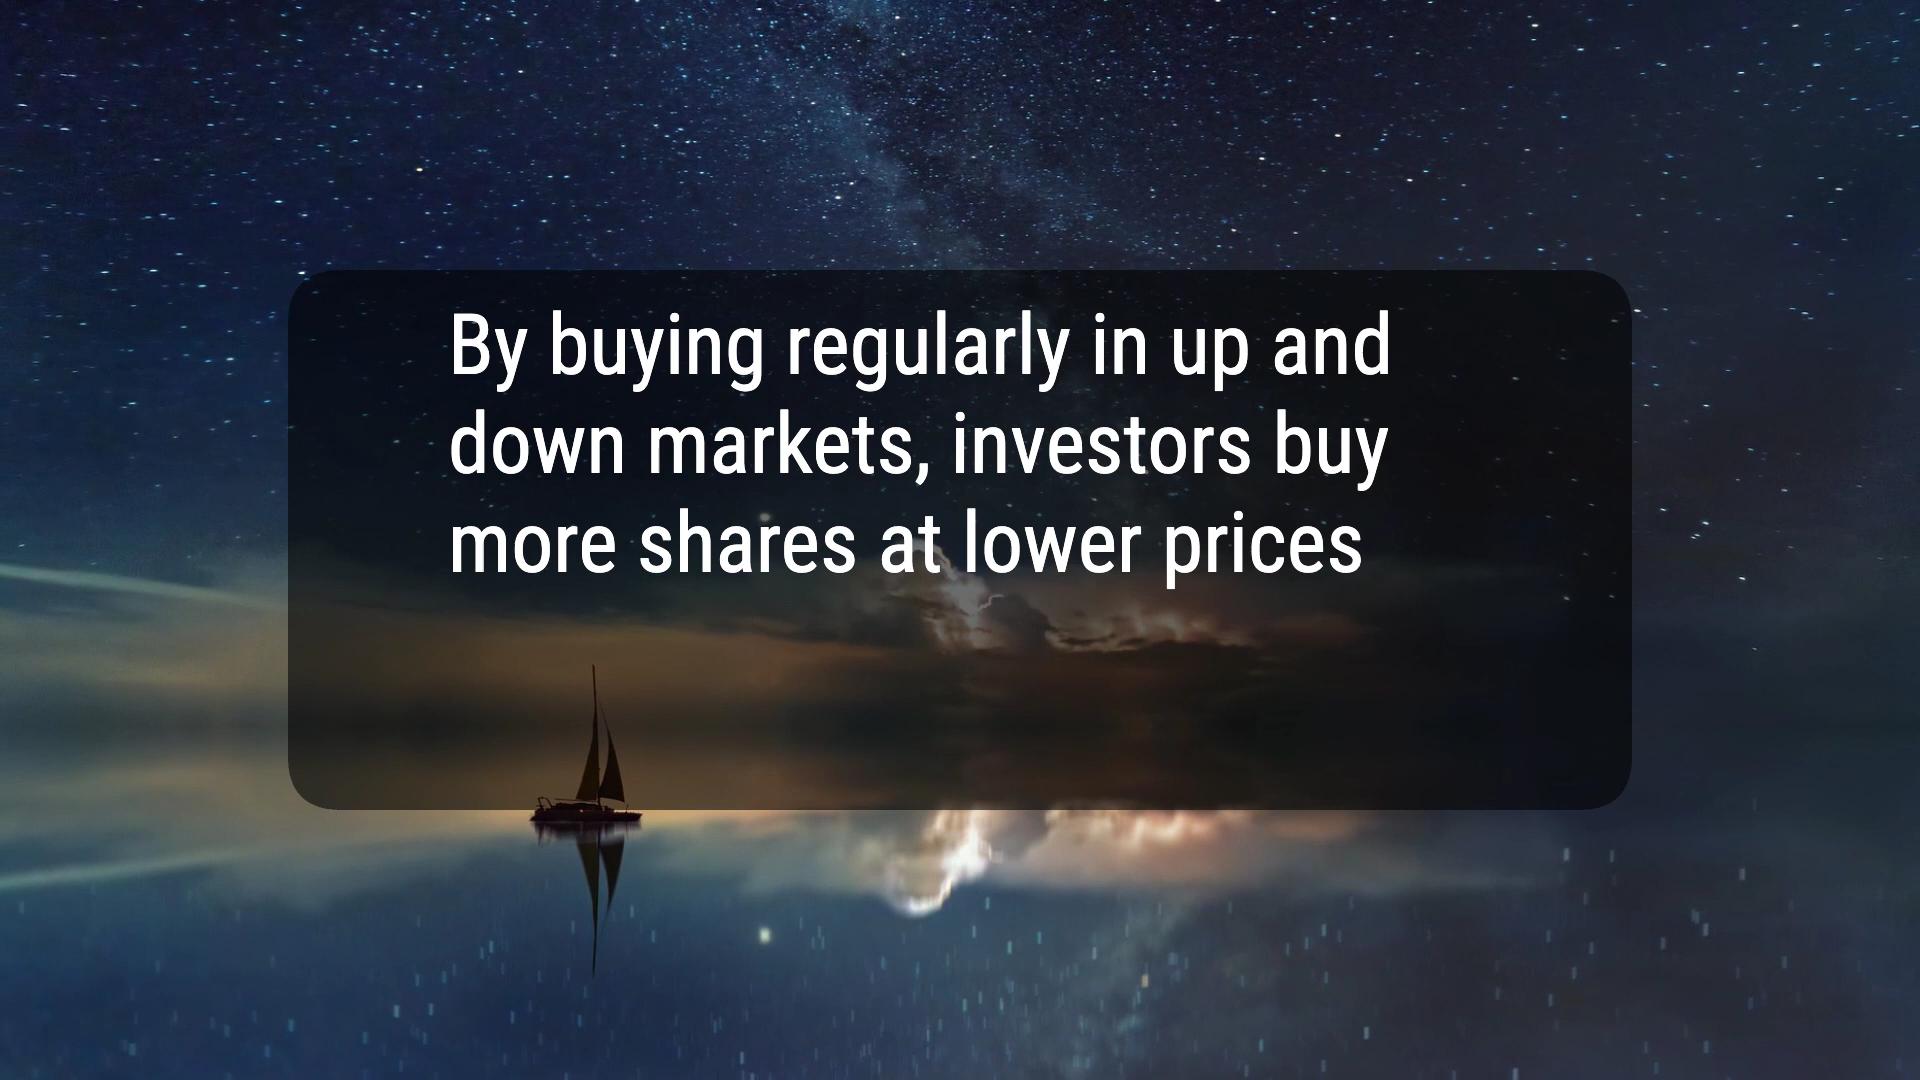 By buying regularly in up and
down markets, investors buy
more shares at lower prices